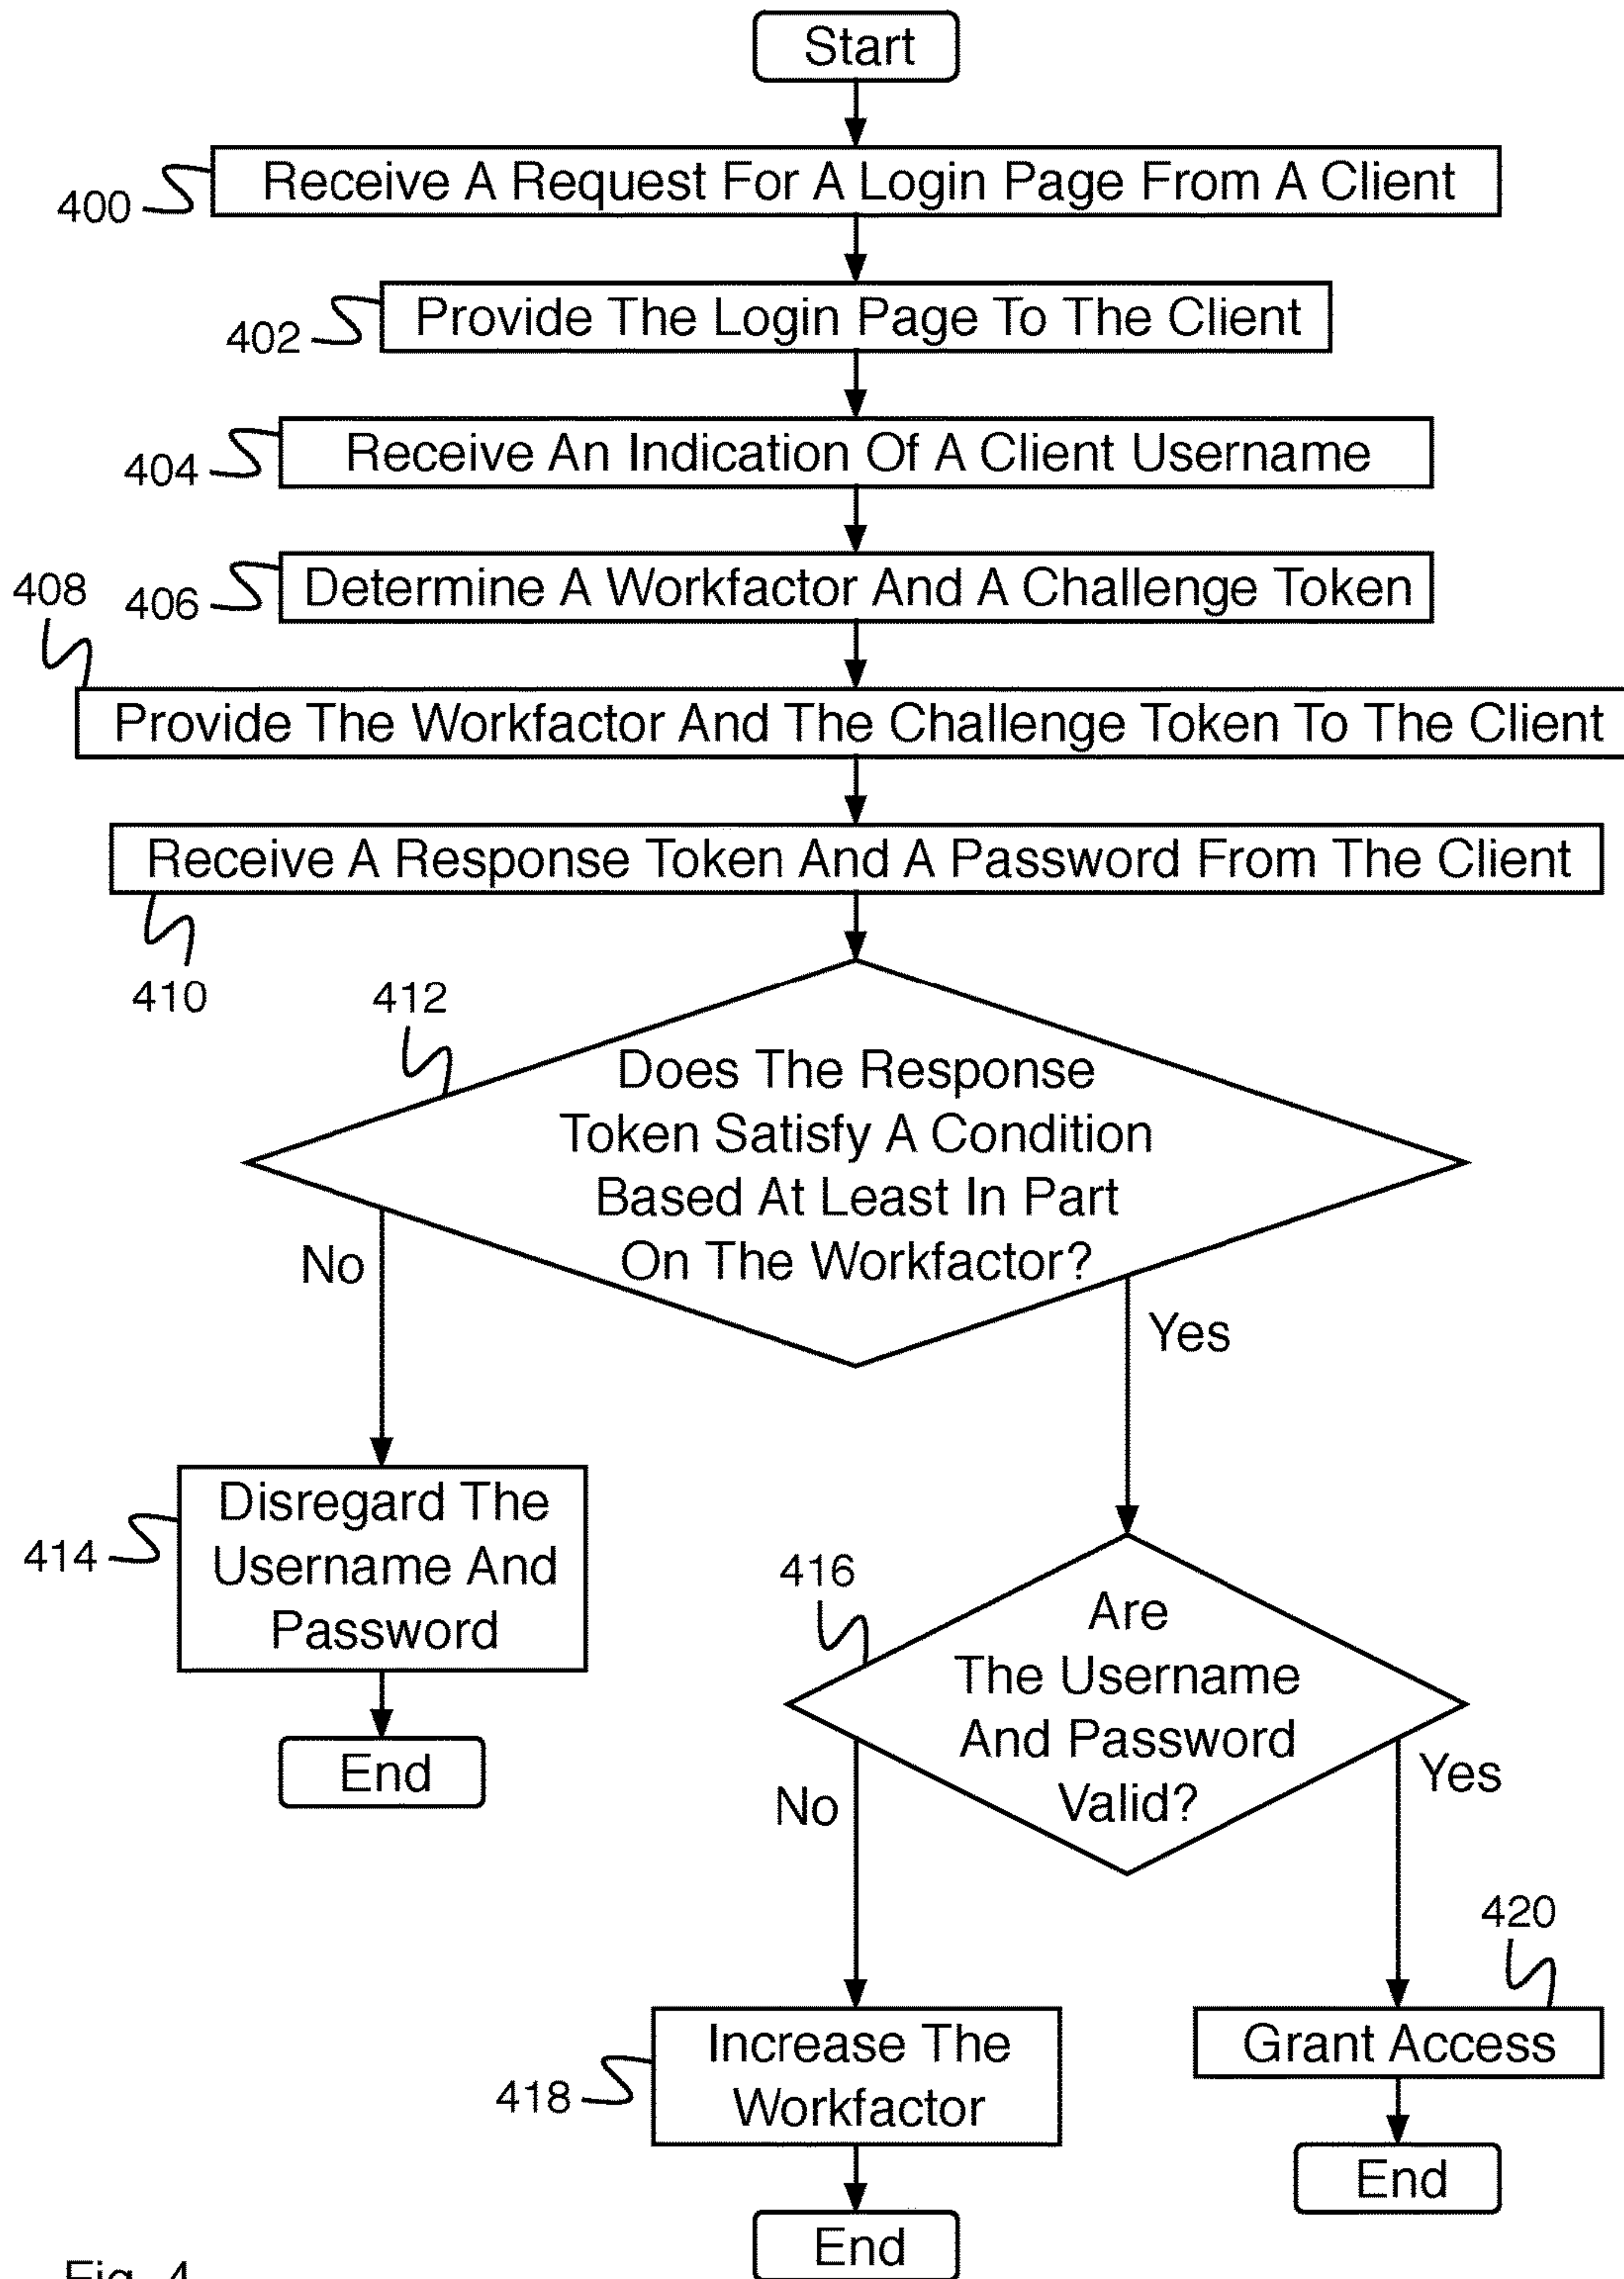 Start
Receive A Request For A Login Page From A Client
400
Provide The Login Page To The Client
402
Receive An Indication Of A Client Username
404
Determine A Workfactor And A Challenge Token
408
406
Provide The Workfactor And The Challenge Token To The Client
Receive A Response Token And A Password From The Client
410
412
Does The Response
Token Satisfy A Condition
Based At Least In Part
On The Workfactor?
No
Yes
Disregard The
Username And
Password
414
End
416
Are
The Username
And Password
Valid?
No
Yes
420
Increase The
Workfactor
418
Grant Access
End
End
Fig. 4